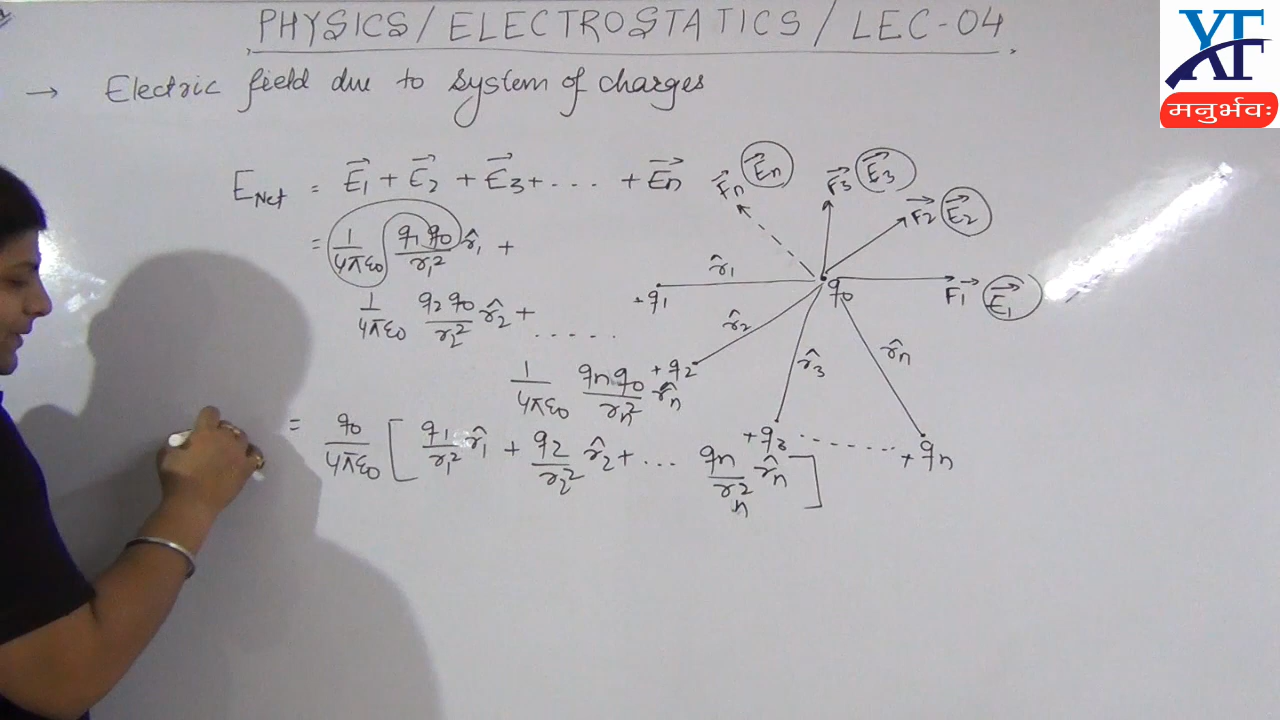 PHYSICS/ELECTROSTATICS/LEC-04
YF
मनुर्भवः
→ Electric field due to system of charges
E_Net = E⃗1 + E⃗2 + E⃗3 + .... + E⃗n
= 1/4πε0 q1q0/r1² r̂1 +
1/4πε0 q2q0/r2² r̂2 + ......
1/4πε0 qnq0/rn² r̂n
= q0/4πε0 [ q1/r1² r̂1 + q2/r2² r̂2 + ... qn/rn² r̂n ]
F⃗n E⃗n
F⃗3 E⃗3
F⃗2 E⃗2
F⃗1 E⃗1
q0
r̂1
+q1
r̂2
+q2
r̂3
+q3 ......
r̂n
+qn